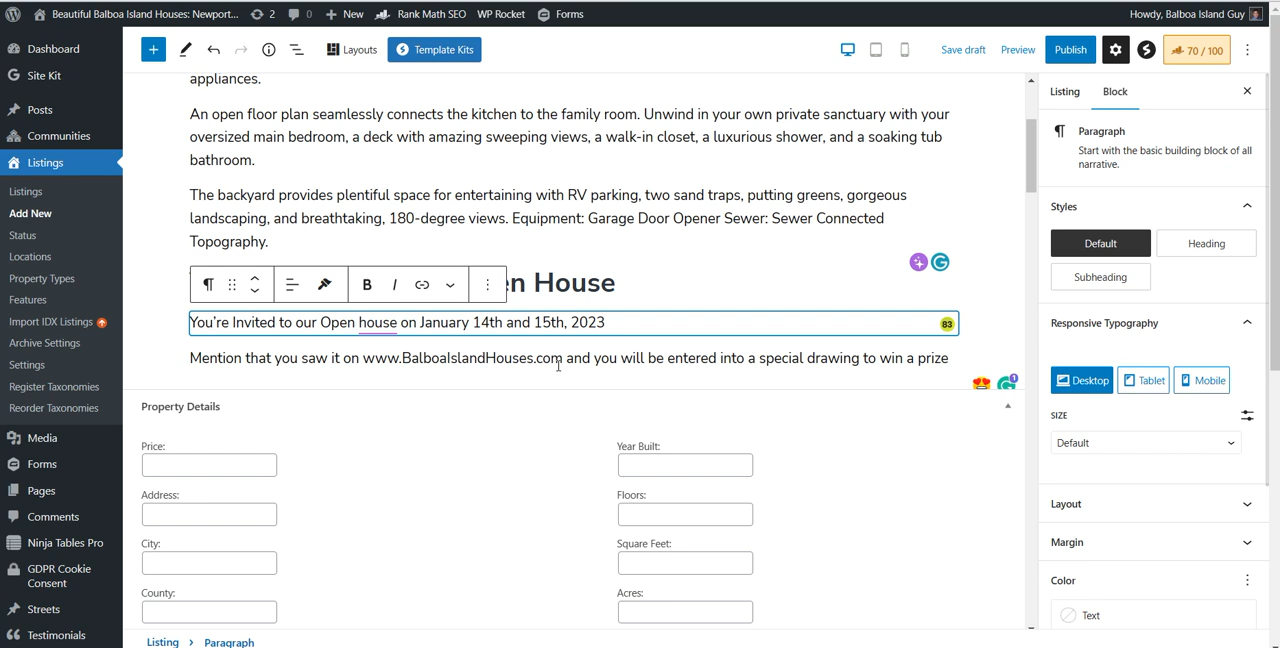 Beautiful Balboa Island Houses: Newport...
2
0
New
Rank Math SEO
WP Rocket
Forms
Howdy, Balboa Island Guy
Dashboard
Site Kit
Posts
Communities
Listings
Listings
Add New
Status
Locations
Property Types
Features
Import IDX Listings
Archive Settings
Settings
Register Taxonomies
Reorder Taxonomies
Media
Forms
Pages
Comments
Ninja Tables Pro
GDPR Cookie
Consent
Streets
Testimonials
Layouts
Template Kits
Save draft
Preview
Publish
70 / 100
appliances.
An open floor plan seamlessly connects the kitchen to the family room. Unwind in your own private sanctuary with your
oversized main bedroom, a deck with amazing sweeping views, a walk-in closet, a luxurious shower, and a soaking tub
bathroom.
The backyard provides plentiful space for entertaining with RV parking, two sand traps, putting greens, gorgeous
landscaping, and breathtaking, 180-degree views. Equipment: Garage Door Opener Sewer: Sewer Connected
Topography.
B
I
n House
You're Invited to our Open house on January 14th and 15th, 2023
83
Mention that you saw it on www.BalboaIslandHouses.com and you will be entered into a special drawing to win a prize
1
Property Details
Price:
Year Built:
Address:
Floors:
City:
Square Feet:
County:
Acres:
Listing
Paragraph
Listing
Block
Paragraph
Start with the basic building block of all
narrative.
Styles
Default
Heading
Subheading
Responsive Typography
Desktop
Tablet
Mobile
SIZE
Default
Layout
Margin
Color
Text